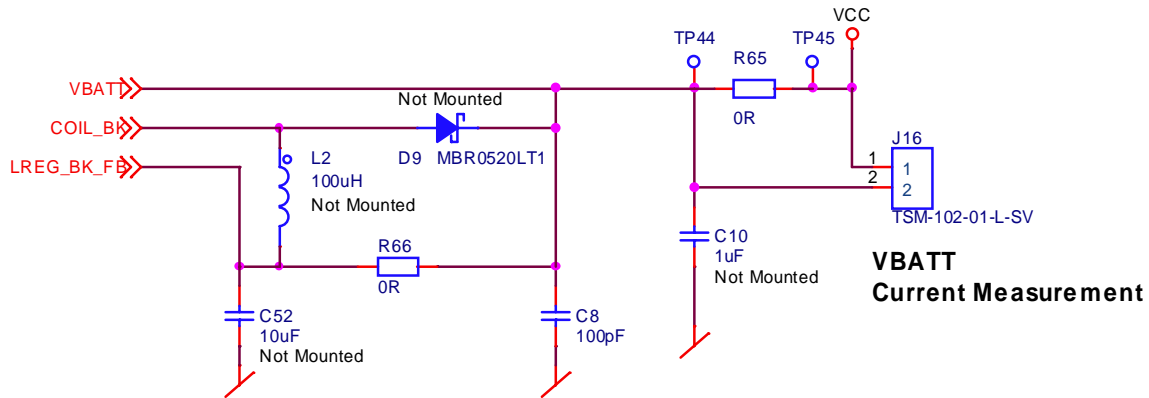 VCC
TP44
R65
TP45
VBATT
Not Mounted
0R
COIL_BK
D9 MBR0520LT1
J16
LREG_BK_FB
L2
100uH
Not Mounted
1 1
2 2
TSM-102-01-L-SV
R66
0R
C10
1uF
Not Mounted
VBATT
Current Measurement
C52
10uF
Not Mounted
C8
100pF